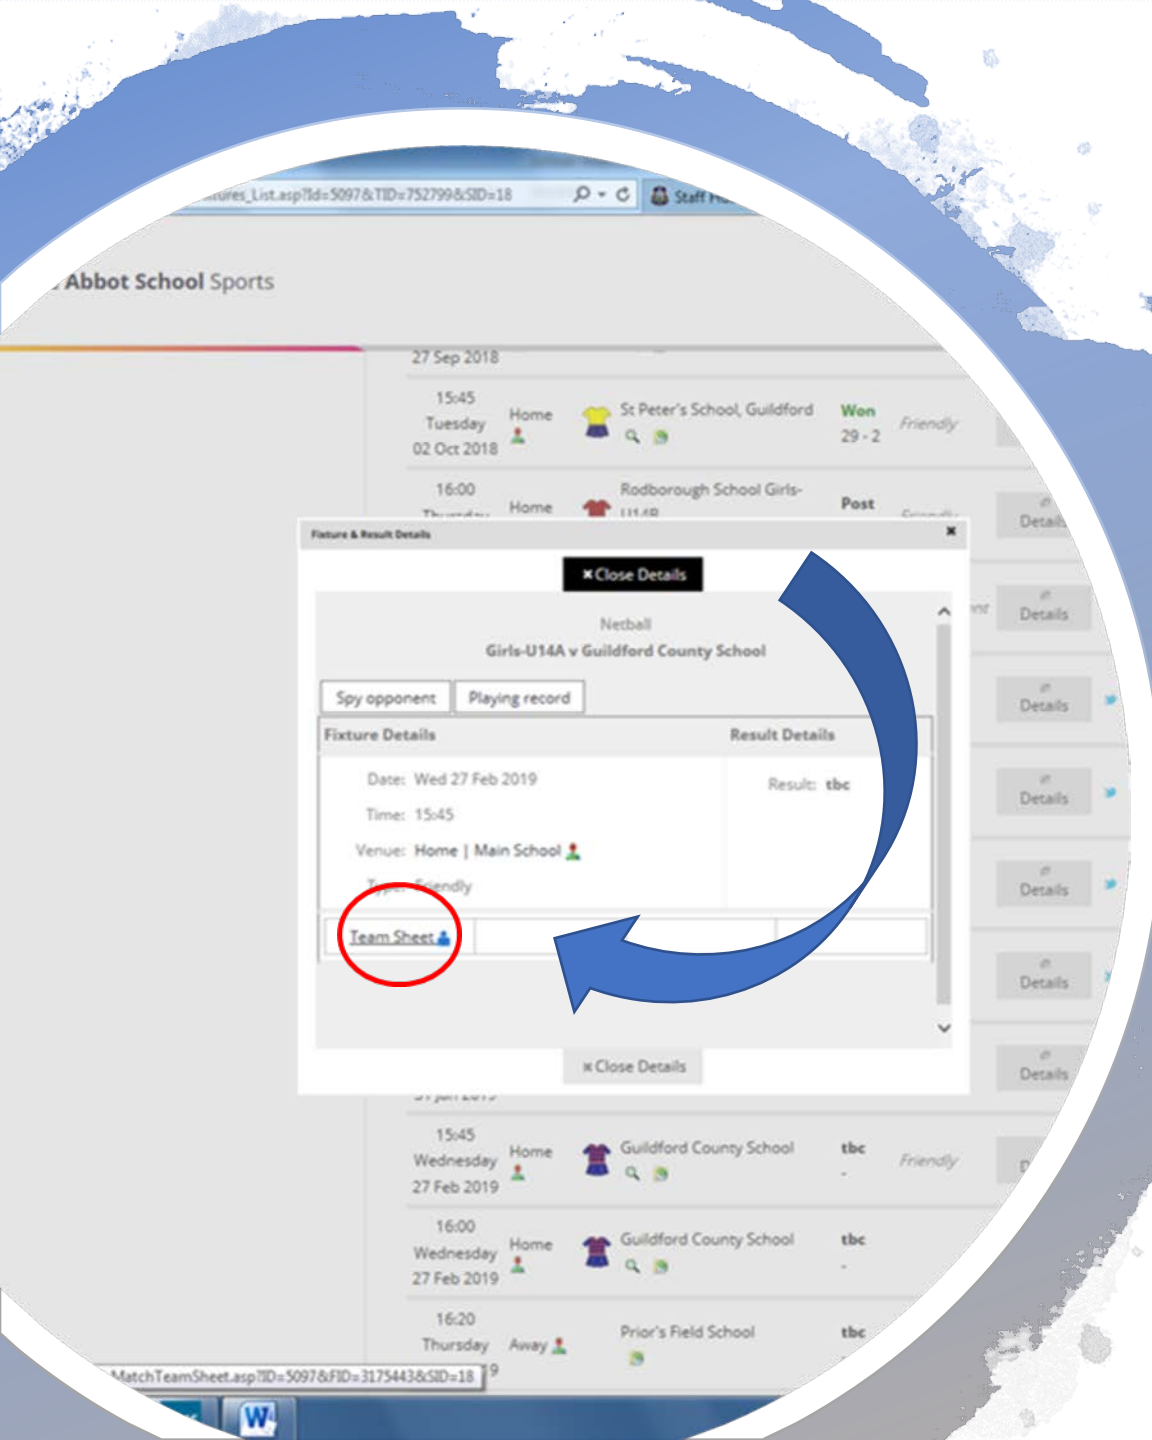 ures_List.asp?Id=5097&TID=752799&SID=18
Staff
Abbot School Sports
27 Sep 2018
15:45
Tuesday
02 Oct 2018
Home
St Peter's School, Guildford
Won
29 - 2
Friendly
16:00
Thursday
Home
Rodborough School Girls-
U14B
Post
Friendly
Details
Fixture & Result Details
×
×Close Details
Netball
Girls-U14A v Guildford County School
Spy opponent
Playing record
Fixture Details
Result Details
Date: Wed 27 Feb 2019
Result: tbc
Time: 15:45
Venue: Home | Main School
Type: Friendly
Team Sheet
×Close Details
Details
Details
Details
Details
Details
Details
15:45
Wednesday
27 Feb 2019
Home
Guildford County School
tbc
-
Friendly
16:00
Wednesday
27 Feb 2019
Home
Guildford County School
tbc
-
16:20
Thursday
Away
Prior's Field School
tbc
MatchTeamSheet.asp?ID=5097&FID=3175443&SID=18
9
W